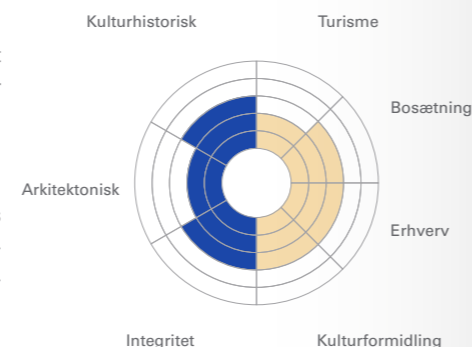 Kulturhistorisk
Turisme
Bosætning
Arkitektonisk
Erhverv
Integritet
Kulturformidling